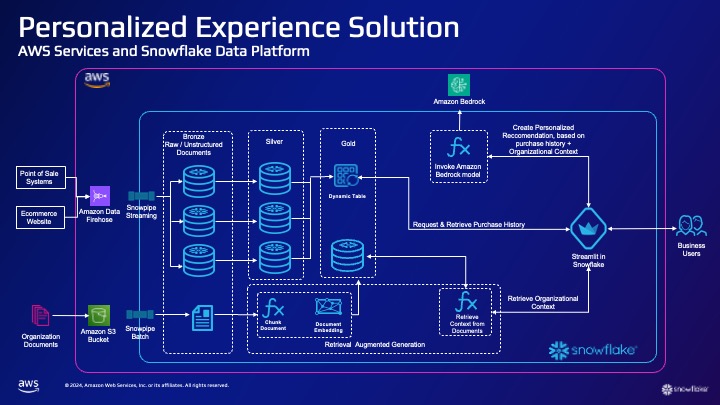 Personalized Experience Solution
AWS Services and Snowflake Data Platform
aws
Amazon Bedrock
Bronze
Raw / Unstructured
Documents
Silver
Gold
Invoke Amazon
Bedrock model
Create Personalized
Reccomendation, based on
purchase history +
Organizational Context
Point of Sale
Systems
Ecommerce
Website
Amazon Data
Firehose
Snowpipe
Streaming
Dynamic Table
Request & Retrieve Purchase History
Streamlit in
Snowflake
Business
Users
Organization
Documents
Amazon S3
Bucket
Snowpipe
Batch
Chunk
Document
Document
Embedding
Retrieve
Context from
Documents
Retrieve Organizational
Context
Retrieval Augmented Generation
snowflake®
aws
© 2024, Amazon Web Services, Inc. or its affiliates. All rights reserved.
snowflake